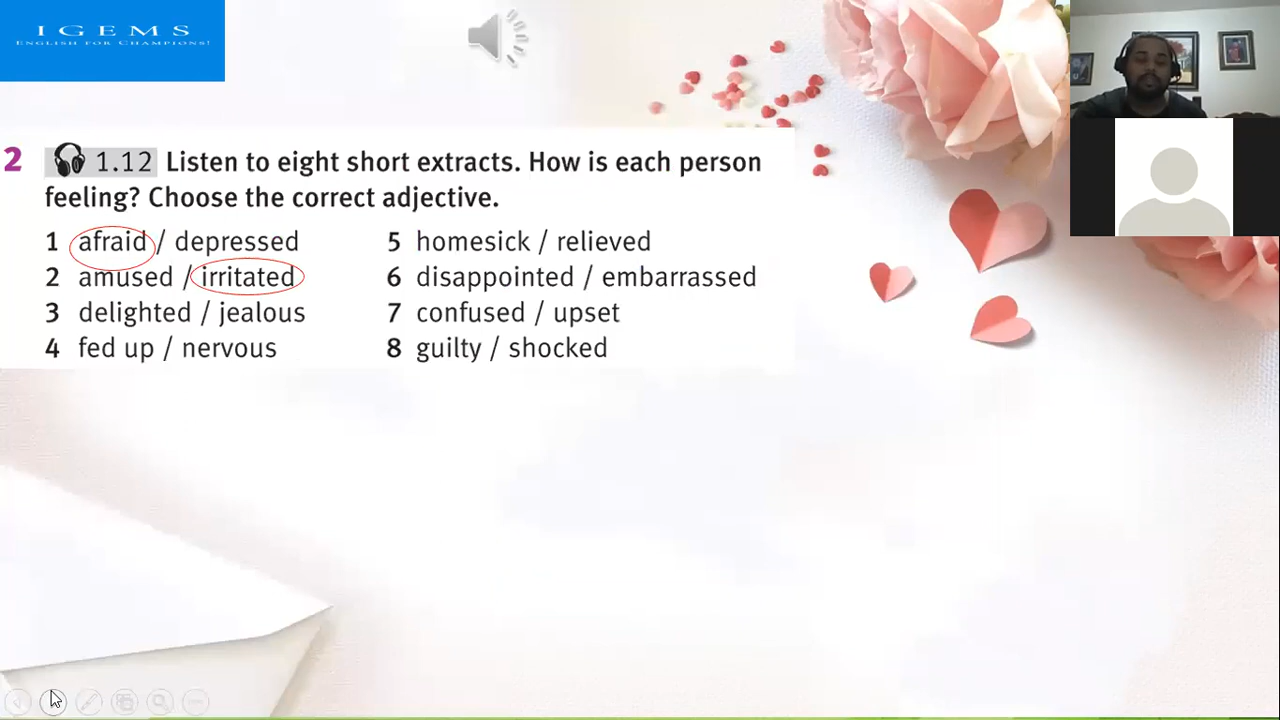 I G E M S
English for Champions!
2 1.12 Listen to eight short extracts. How is each person
feeling? Choose the correct adjective.
1 afraid / depressed
2 amused / irritated
3 delighted / jealous
4 fed up / nervous
5 homesick / relieved
6 disappointed / embarrassed
7 confused / upset
8 guilty / shocked